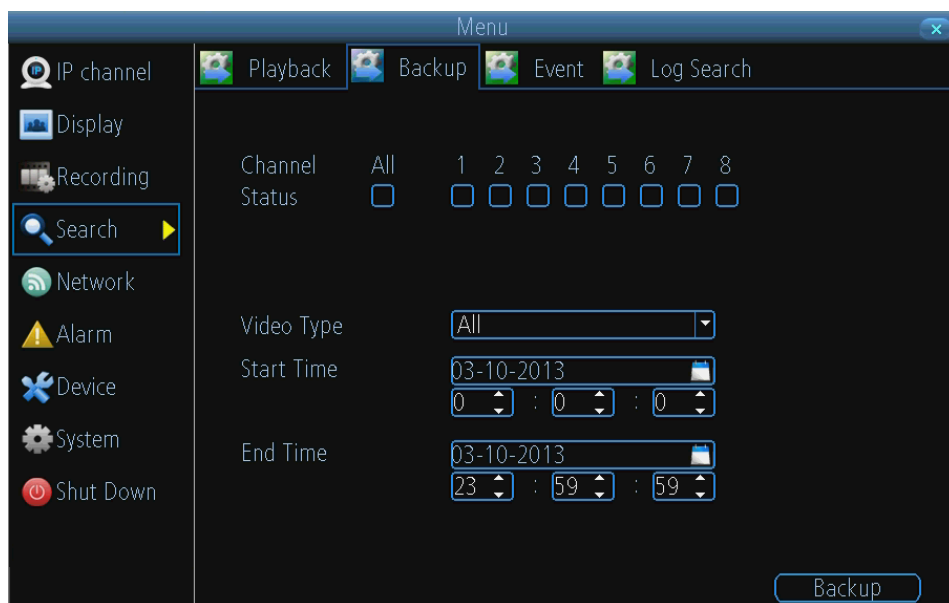 Menu
IP channel
Display
Recording
Search
Network
Alarm
Device
System
Shut Down
Playback Backup Event Log Search
Channel All 1 2 3 4 5 6 7 8
Status
Video Type All
Start Time 03-10-2013
0 : 0 : 0
End Time 03-10-2013
23 : 59 : 59
Backup